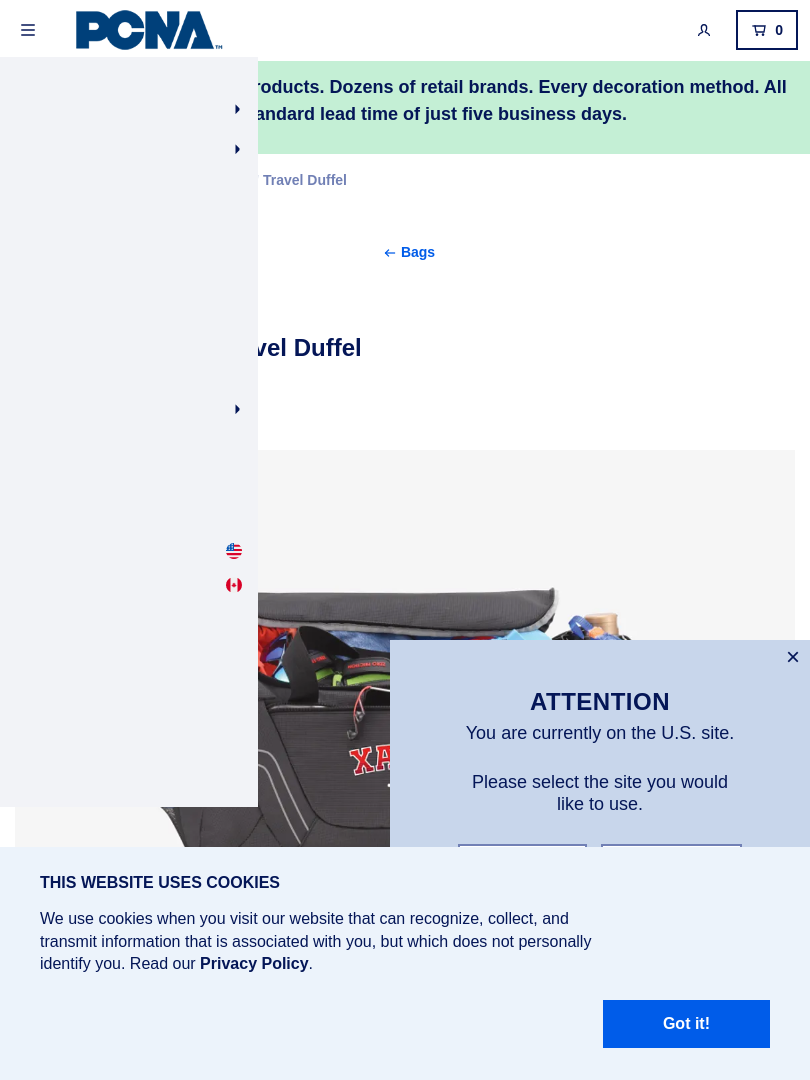 PCNA™
0
roducts. Dozens of retail brands. Every decoration method. All
andard lead time of just five business days.
Travel Duffel
← Bags
vel Duffel
XA
ATTENTION
You are currently on the U.S. site.
Please select the site you would
like to use.
THIS WEBSITE USES COOKIES
We use cookies when you visit our website that can recognize, collect, and
transmit information that is associated with you, but which does not personally
identify you. Read our Privacy Policy.
Got it!